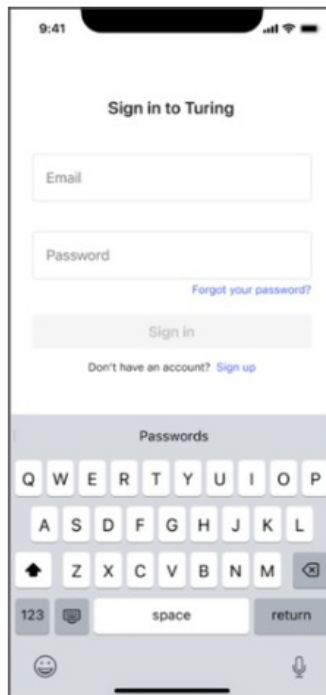 9:41
Sign in to Turing
Email
Password
Forgot your password?
Sign in
Don't have an account? Sign up
Passwords
Q W E R T Y U I O P
A S D F G H J K L
Z X C V B N M
123 space return